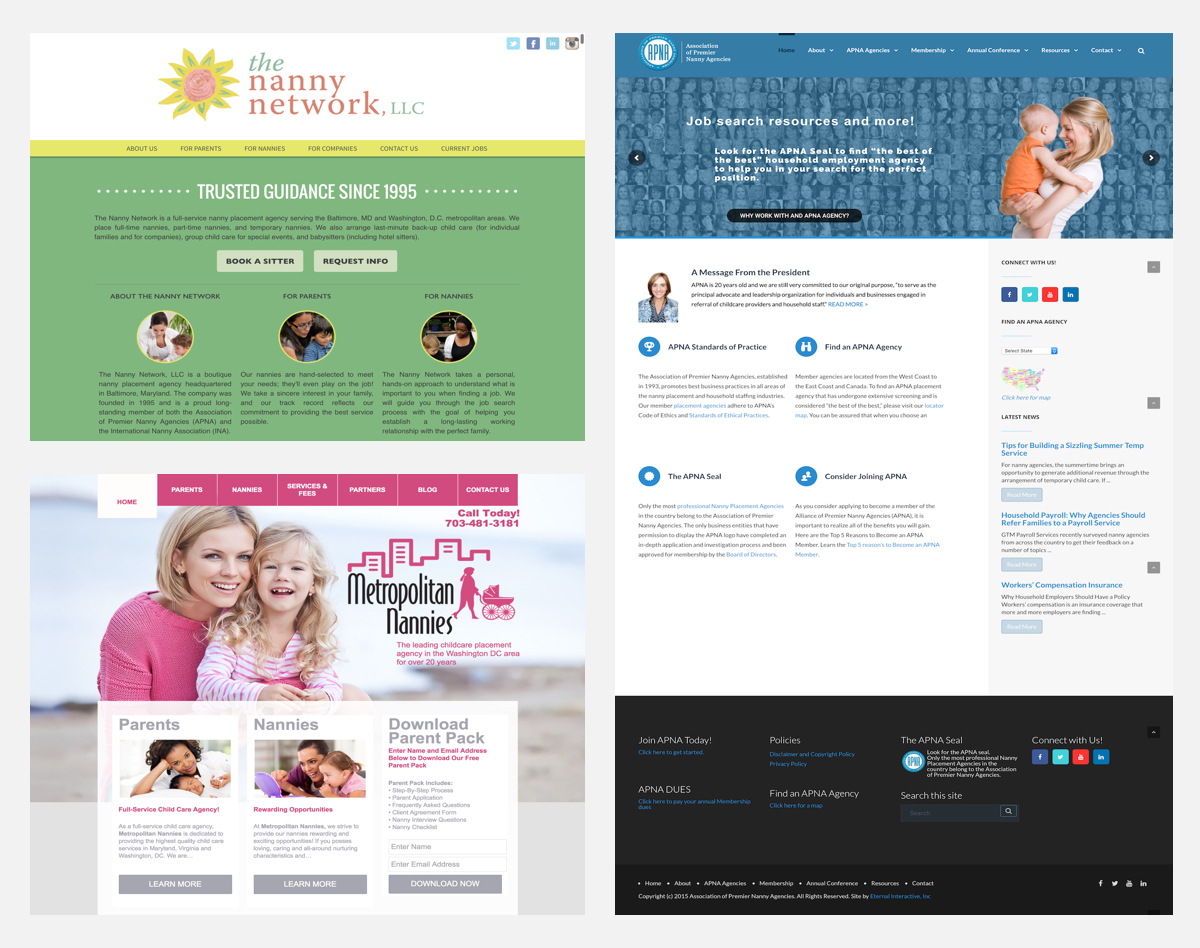 the
nanny
network, LLC
ABOUT US FOR PARENTS FOR NANNIES FOR COMPANIES CONTACT US CURRENT JOBS
TRUSTED GUIDANCE SINCE 1995
The Nanny Network is a full-service nanny placement agency serving the Baltimore, MD and Washington, D.C. metropolitan areas. We
place full-time nannies, part-time nannies, and temporary nannies. We also arrange last-minute back-up child care (for individual
families and for companies), group child care for special events, and babysitters (including hotel sitters).
BOOK A SITTER REQUEST INFO
ABOUT THE NANNY NETWORK
The Nanny Network, LLC is a boutique
nanny placement agency headquartered
in Baltimore, Maryland. The company was
founded in 1995 and is a proud long-
standing member of both the Association
of Premier Nanny Agencies (APNA) and
the International Nanny Association (INA).
FOR PARENTS
Our nannies are hand-selected to meet
your needs; they'll even play on the job!
We take a sincere interest in your family,
and our track record reflects our
commitment to providing the best service
possible.
FOR NANNIES
The Nanny Network takes a personal,
hands-on approach to understand what is
important to you when finding a job. We
will guide you through the job search
process with the goal of helping you
establish a long-lasting working
relationship with the perfect family.
HOME PARENTS NANNIES SERVICES & FEES PARTNERS BLOG CONTACT US
Call Today!
703-481-3181
Metropolitan
Nannies
The leading childcare placement
agency in the Washington DC area
for over 20 years
Parents
Full-Service Child Care Agency!
As a full-service child care agency,
Metropolitan Nannies is dedicated to
providing the highest quality child care
services in Maryland, Virginia and
Washington, DC. We are…
LEARN MORE
Nannies
Rewarding Opportunities
At Metropolitan Nannies, we strive to
provide our nannies rewarding and
exciting opportunities! If you posses
loving, caring and all-around nurturing
characteristics and…
LEARN MORE
Download
Parent Pack
Enter Name and Email Address
Below to Download Our Free
Parent Pack
Parent Pack Includes:
• Step-By-Step Process
• Parent Application
• Frequently Asked Questions
• Client Agreement Form
• Nanny Interview Questions
• Nanny Checklist
Enter Name
Enter Email Address
DOWNLOAD NOW
APNA
Association
of Premier
Nanny Agencies
Home About APNA Agencies Membership Annual Conference Resources Contact
Job search resources and more!
Look for the APNA Seal to find "the best of
the best" household employment agency
to help you in your search for the perfect
position.
WHY WORK WITH AND APNA AGENCY?
A Message From the President
APNA is 20 years old and we are still very committed to our original purpose, "to serve as the
principal advocate and leadership organization for individuals and businesses engaged in
referral of childcare providers and household staff." READ MORE »
APNA Standards of Practice
The Association of Premier Nanny Agencies, established
in 1993, promotes best business practices in all areas of
the nanny placement and household staffing industries.
Our member placement agencies adhere to APNA's
Code of Ethics and Standards of Ethical Practices.
Find an APNA Agency
Member agencies are located from the West Coast to
the East Coast and Canada. To find an APNA placement
agency that has undergone extensive screening and is
considered "the best of the best," please visit our locator
map. You can be assured that when you choose an
The APNA Seal
Only the most professional Nanny Placement Agencies
in the country belong to the Association of Premier
Nanny Agencies. The only business entities that have
permission to display the APNA logo have completed an
in-depth application and investigation process and been
approved for membership by the Board of Directors.
Consider Joining APNA
As you consider applying to become a member of the
Alliance of Premier Nanny Agencies (APNA), it is
important to realize all of the benefits you will gain.
Here are the Top 5 Reasons to Become an APNA
Member. Learn the Top 5 reason's to Become an APNA
Member.
CONNECT WITH US!
FIND AN APNA AGENCY
Select State
Click here for map
LATEST NEWS
Tips for Building a Sizzling Summer Temp
Service
For nanny agencies, the summertime brings an
opportunity to generate additional revenue through the
arrangement of temporary child care. If ...
Read More
Household Payroll: Why Agencies Should
Refer Families to a Payroll Service
GTM Payroll Services recently surveyed nanny agencies
from across the country to get their feedback on a
number of topics ...
Read More
Workers' Compensation Insurance
Why Household Employers Should Have a Policy
Workers' compensation is an insurance coverage that
more and more employers are finding ...
Read More
Join APNA Today!
Click here to get started.
APNA DUES
Click here to pay your annual Membership
dues
Policies
Disclaimer and Copyright Policy
Privacy Policy
Find an APNA Agency
Click here for a map
The APNA Seal
APNA
Look for the APNA seal.
Only the most professional Nanny
Placement Agencies in the
country belong to the Association
of Premier Nanny Agencies.
Search this site
Search
Connect with Us!
• Home • About • APNA Agencies • Membership • Annual Conference • Resources • Contact
Copyright (c) 2015 Association of Premier Nanny Agencies. All Rights Reserved. Site by Eternal Interactive, Inc